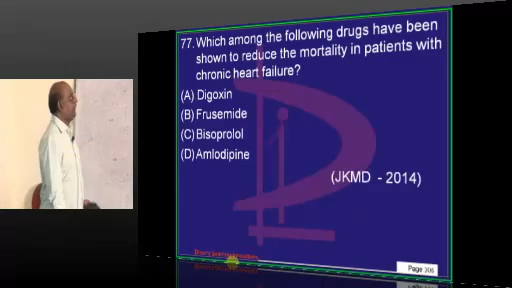 77. Which among the following drugs have been
shown to reduce the mortality in patients with
chronic heart failure?
(A) Digoxin
(B) Frusemide
(C) Bisoprolol
(D) Amlodipine
(JKMD - 2014)
Page 306